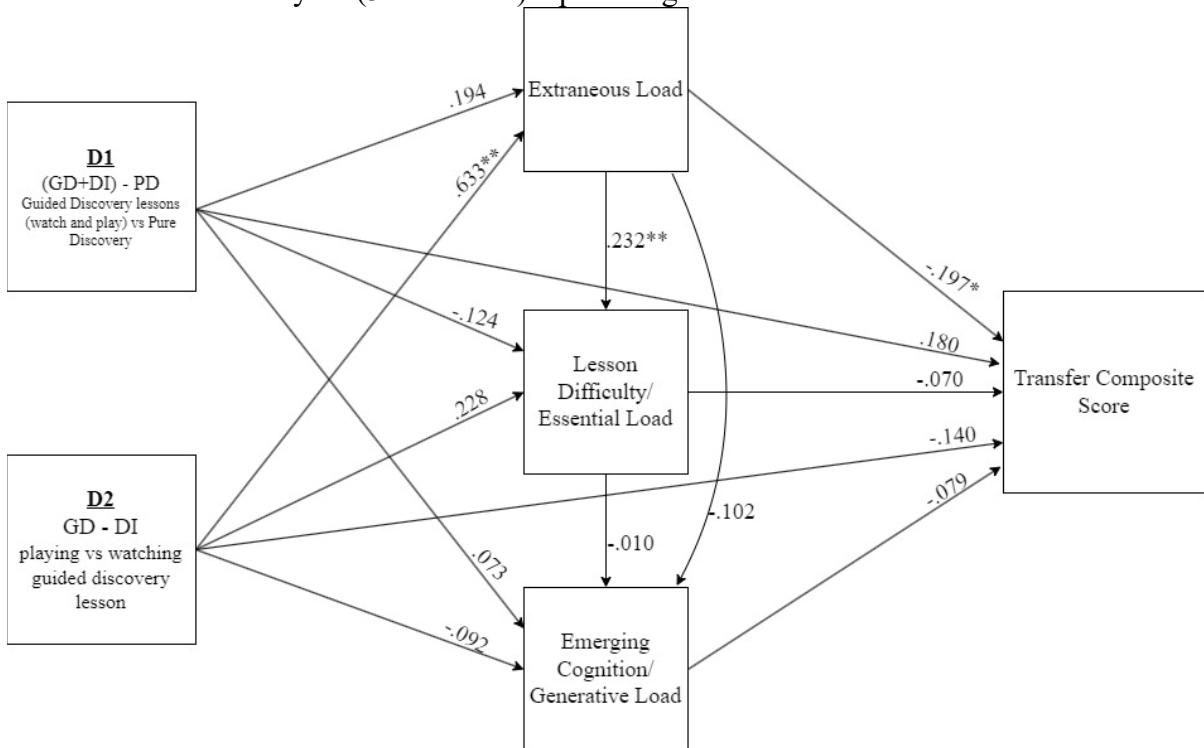 Extraneous Load
D1
(GD+DI) - PD
Guided Discovery lessons
(watch and play) vs Pure
Discovery
D2
GD - DI
playing vs watching
guided discovery
lesson
Lesson
Difficulty/
Essential Load
Emerging
Cognition/
Generative Load
Transfer Composite
Score
.194
.633**
-.124
.228
.073
-.092
.232**
-.102
-.010
-.197*
.180
-.070
-.140
-.079